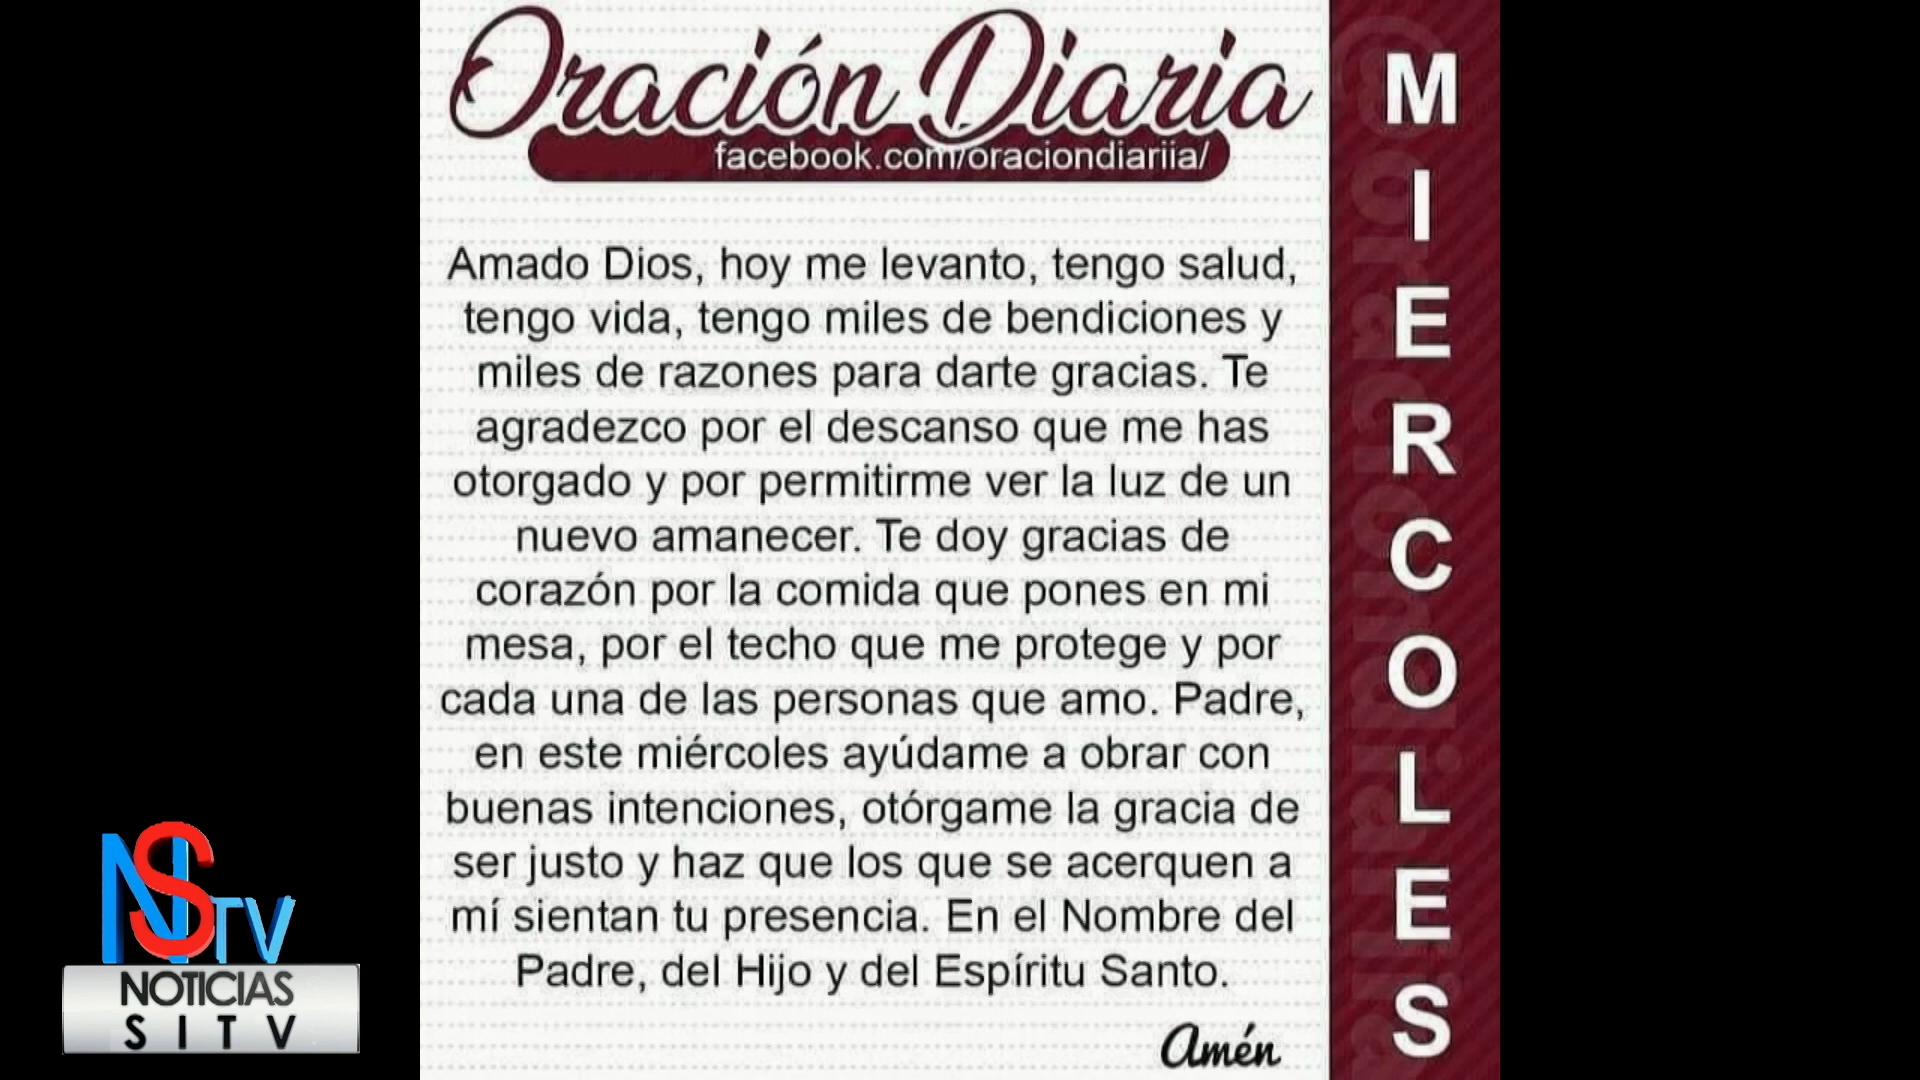 Oración Diaria
facebook.com/oraciondiariia/
Amado Dios, hoy me levanto, tengo salud,
tengo vida, tengo miles de bendiciones y
miles de razones para darte gracias. Te
agradezco por el descanso que me has
otorgado y por permitirme ver la luz de un
nuevo amanecer. Te doy gracias de
corazón por la comida que pones en mi
mesa, por el techo que me protege y por
cada una de las personas que amo. Padre,
en este miércoles ayúdame a obrar con
buenas intenciones, otórgame la gracia de
ser justo y haz que los que se acerquen a
mí sientan tu presencia. En el Nombre del
Padre, del Hijo y del Espíritu Santo.
Amén
MIERCOLES
@oraciondiariia
NSTV
NOTICIAS
SITV